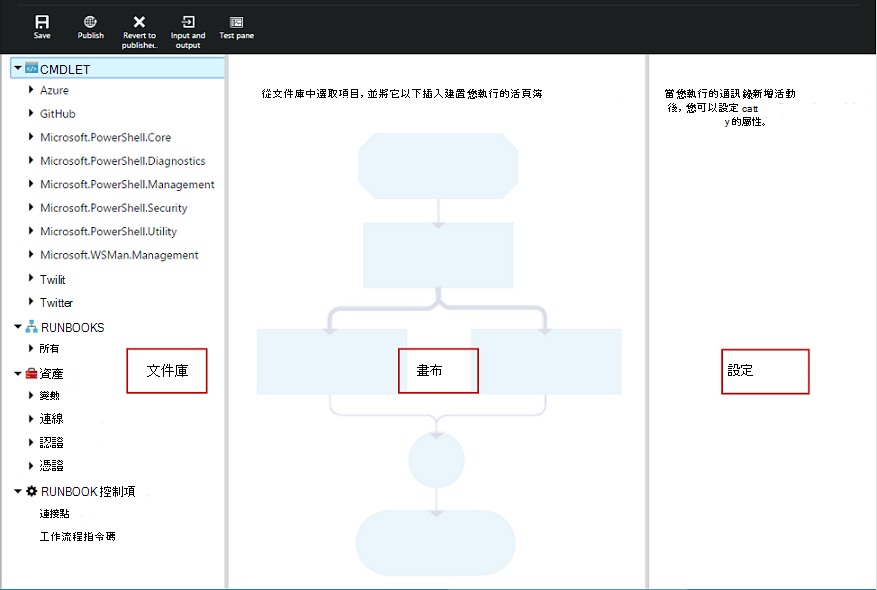 Save
Publish
Revert to
publishe..
Input and
output
Test pane
CMDLET
Azure
GitHub
Microsoft.PowerShell.Core
Microsoft.PowerShell.Diagnostics
Microsoft.PowerShell.Management
Microsoft.PowerShell.Security
Microsoft.PowerShell.Utility
Microsoft.WSMan.Management
Twilit
Twitter
RUNBOOKS
所有
資產
變動
連線
認證
憑證
RUNBOOK 控制項
連接點
工作流程指令碼
文件庫
從文件庫中選取項目, 並將它以下插入建置您執行的活頁簿
畫布
當您執行的通訊錄新增活動
後, 您可以設定 catt
y 的屬性。
設定